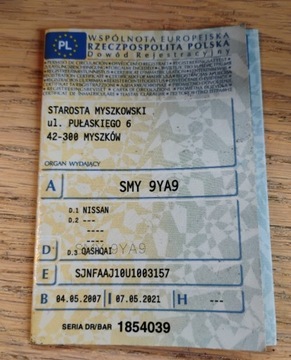 PL
WSPÓLNOTA EUROPEJSKA
RZECZPOSPOLITA POLSKA
Dowód Rejestracyjny
STAROSTA MYSZKOWSKI
ul. PUŁASKIEGO 6
42-300 MYSZKÓW
ORGAN WYDAJĄCY
A SMY 9YA9
D.1 NISSAN
D.2 ---
----
----
D D.3 QASHQAI
E SJNFAAJ10U1003157
B 04.05.2007 I 07.05.2021 H ---
SERIA DR/BAR 1854039